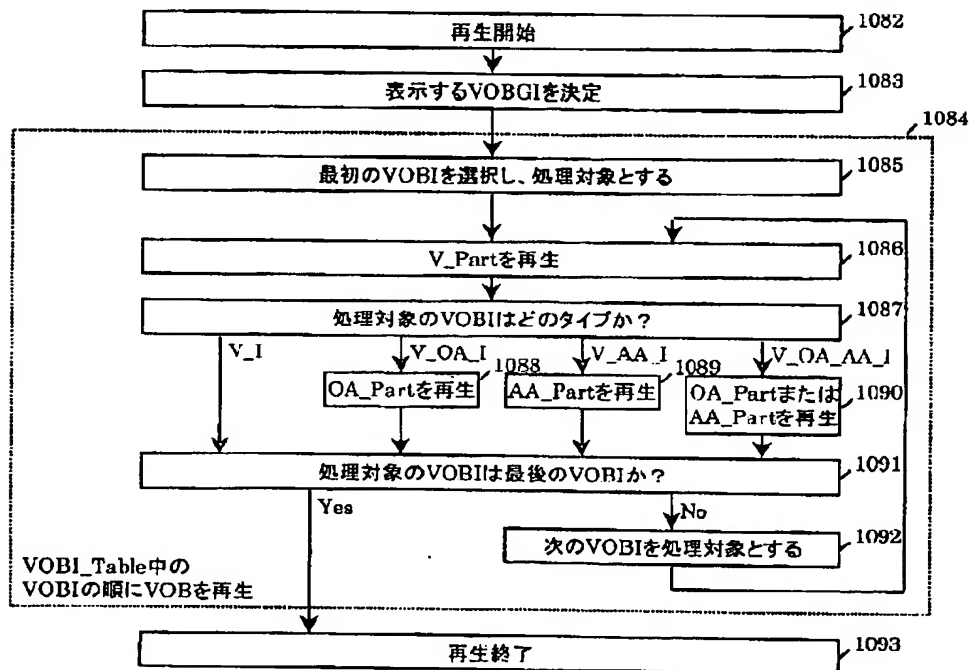 再生開始
1082
表示するVOBGIを決定
1083
1084
最初のVOBIを選択し、処理対象とする
1085
V_Partを再生
1086
処理対象のVOBIはどのタイプか？
1087
V_I
V_OA_I
V_AA_I
V_OA_AA_I
OA_Partを再生
1088
AA_Partを再生
1089
OA_Partまたは
AA_Partを再生
1090
処理対象のVOBIは最後のVOBIか？
1091
Yes
No
次のVOBIを処理対象とする
1092
VOBI_Table中の
VOBIの順にVOBを再生
再生終了
1093